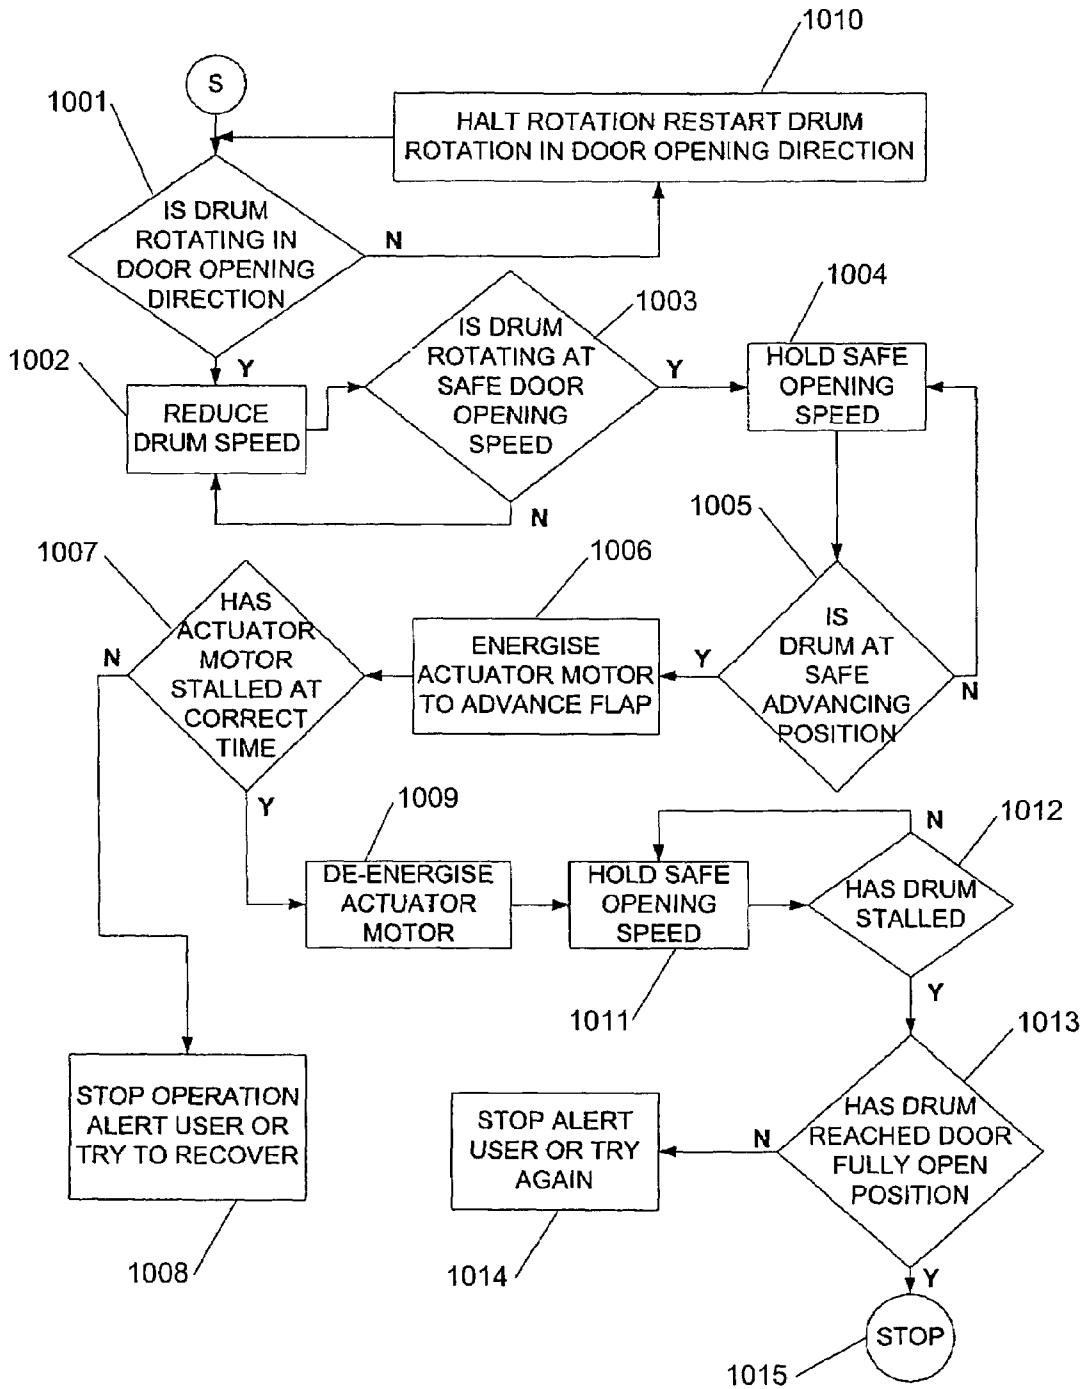 1010
S
1001
HALT ROTATION RESTART DRUM
ROTATION IN DOOR OPENING DIRECTION
IS DRUM
ROTATING IN
DOOR OPENING
DIRECTION
N
Y
1002
REDUCE
DRUM SPEED
1003
IS DRUM
ROTATING AT
SAFE DOOR
OPENING
SPEED
Y
N
1004
HOLD SAFE
OPENING
SPEED
1005
IS
DRUM AT
SAFE
ADVANCING
POSITION
Y
N
1006
ENERGISE
ACTUATOR MOTOR
TO ADVANCE FLAP
1007
HAS
ACTUATOR
MOTOR
STALLED AT
CORRECT
TIME
N
Y
1009
DE-ENERGISE
ACTUATOR
MOTOR
HOLD SAFE
OPENING
SPEED
1011
1012
N
HAS DRUM
STALLED
Y
1013
HAS DRUM
REACHED DOOR
FULLY OPEN
POSITION
N
Y
STOP OPERATION
ALERT USER OR
TRY TO RECOVER
1008
STOP ALERT
USER OR TRY
AGAIN
1014
STOP
1015